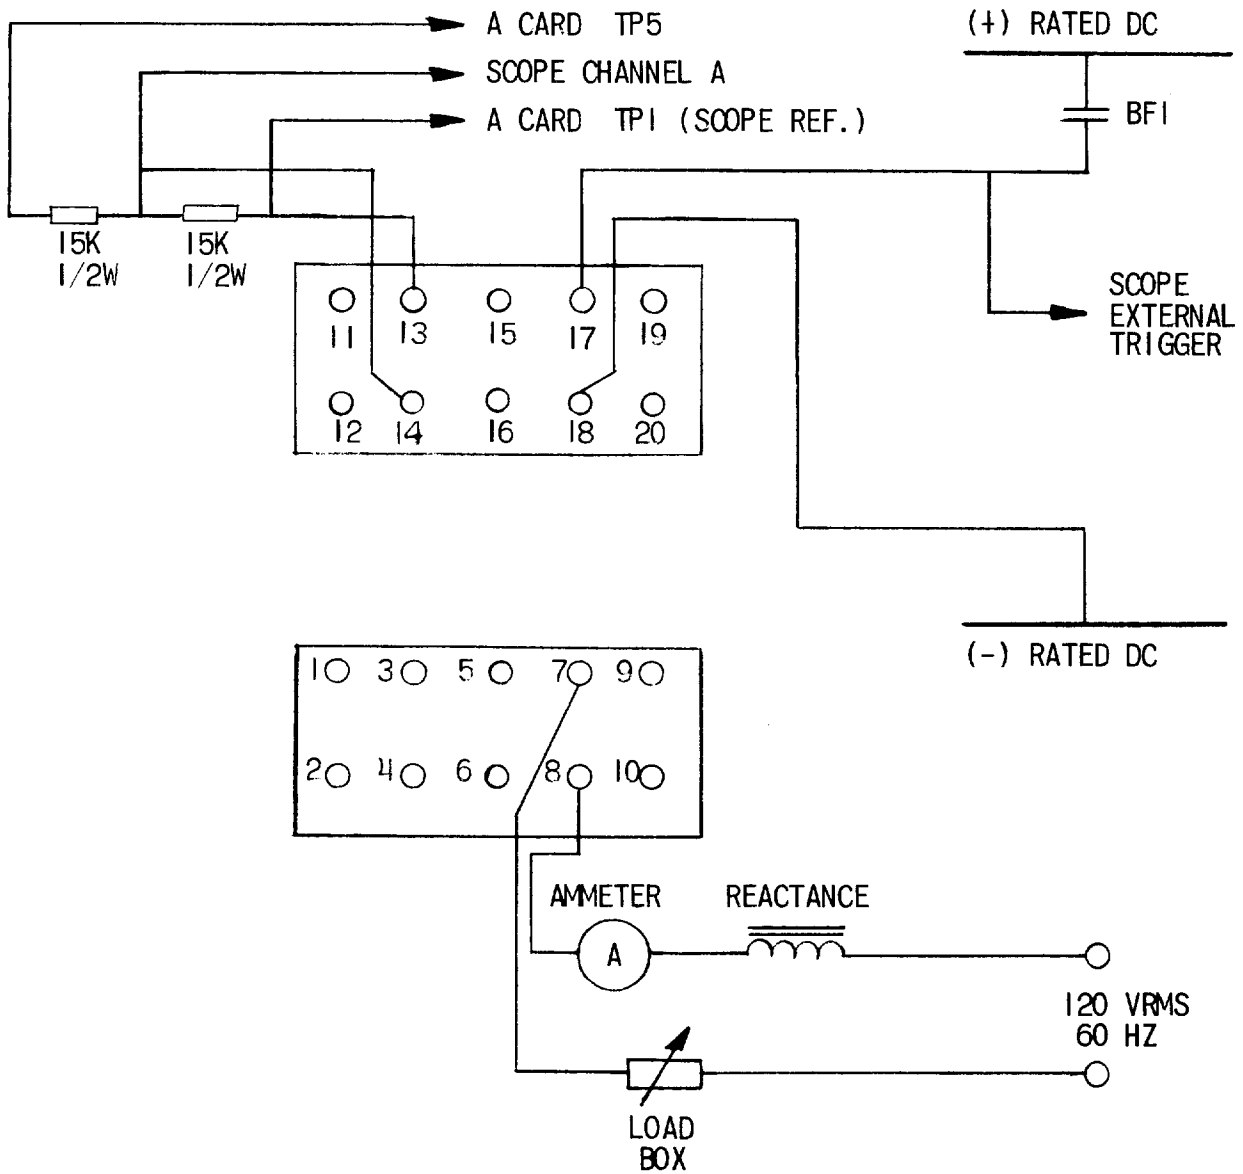 A CARD TP5
(+) RATED DC
SCOPE CHANNEL A
A CARD TP1 (SCOPE REF.)
BFI
15K
1/2W
15K
1/2W
SCOPE
EXTERNAL
TRIGGER
11 13 15 17 19
12 14 16 18 20
(-) RATED DC
1 3 5 7 9
2 4 6 8 10
AMMETER
REACTANCE
A
120 VRMS
60 HZ
LOAD
BOX